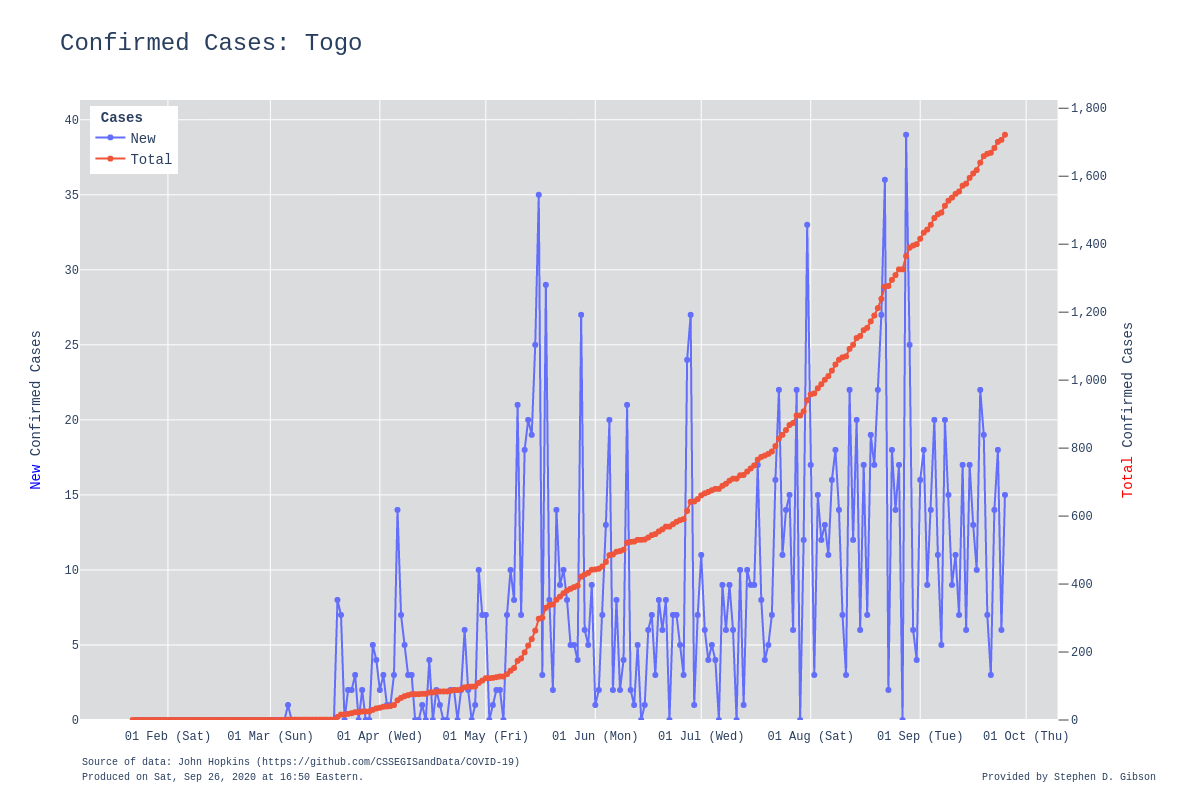 Confirmed Cases: Togo
Cases
New
Total
40
35
30
25
20
15
10
5
0
1,800
1,600
1,400
1,200
1,000
800
600
400
200
0
New Confirmed Cases
Total Confirmed Cases
01 Feb (Sat) 01 Mar (Sun) 01 Apr (Wed) 01 May (Fri) 01 Jun (Mon) 01 Jul (Wed) 01 Aug (Sat) 01 Sep (Tue) 01 Oct (Thu)
Source of data: John Hopkins (https://github.com/CSSEGISandData/COVID-19)
Produced on Sat, Sep 26, 2020 at 16:50 Eastern.
Provided by Stephen D. Gibson